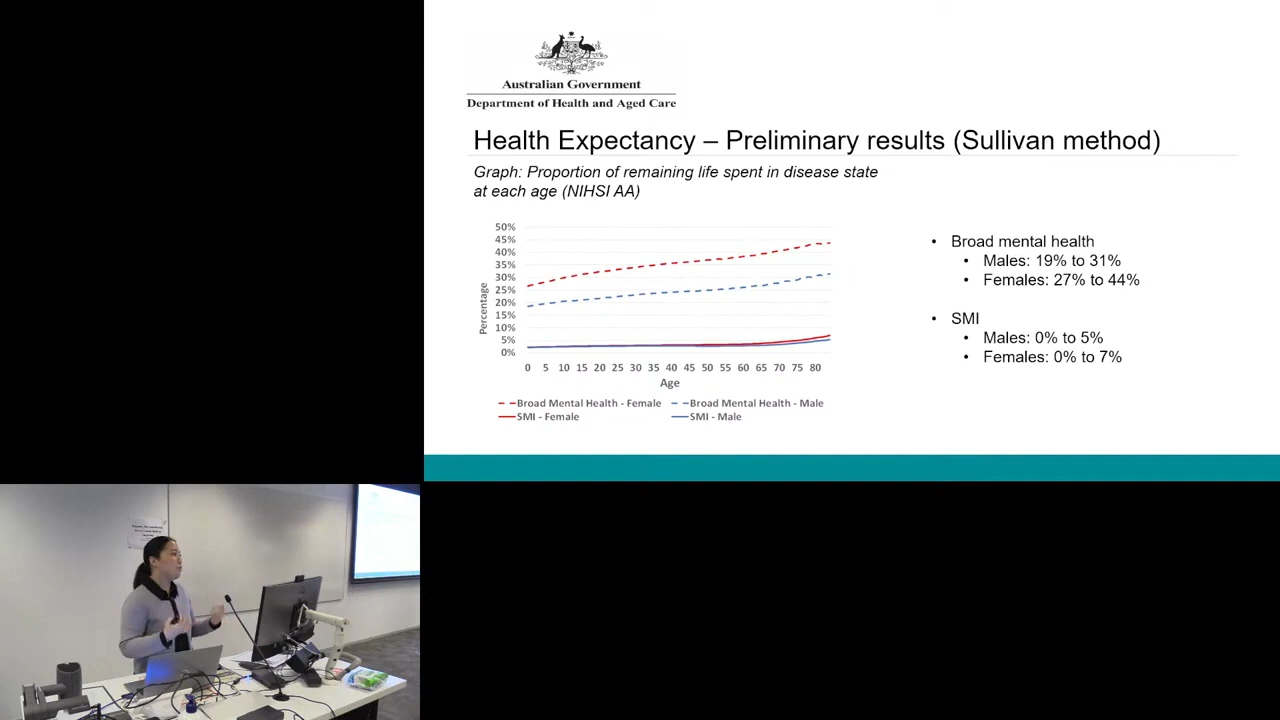 Australian Government
Department of Health and Aged Care
Health Expectancy – Preliminary results (Sullivan method)
Graph: Proportion of remaining life spent in disease state
at each age (NIHSI AA)
50%
45%
40%
35%
30%
25%
20%
15%
10%
5%
0%
Percentage
0 5 10 15 20 25 30 35 40 45 50 55 60 65 70 75 80
Age
Broad Mental Health - Female Broad Mental Health - Male
SMI - Female SMI - Male
• Broad mental health
• Males: 19% to 31%
• Females: 27% to 44%
• SMI
• Males: 0% to 5%
• Females: 0% to 7%